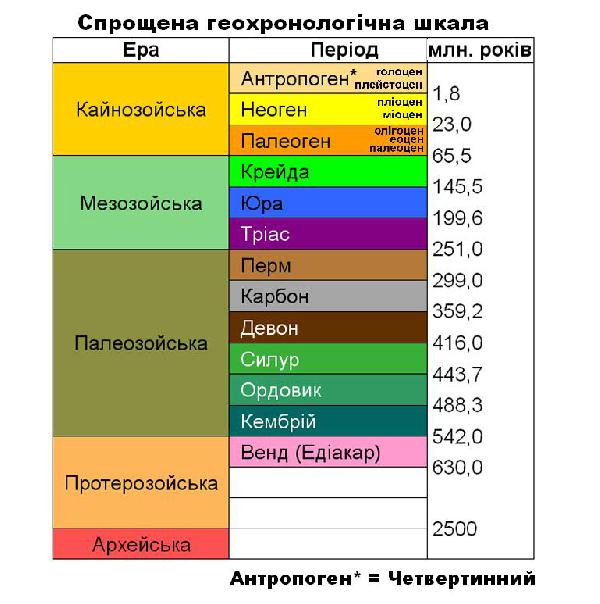 Спрощена геохронологічна шкала
Ера Період млн. років
Кайнозойська
Антропоген* голоцен
плейстоцен
1,8
Неоген пліоцен
міоцен
23,0
Палеоген олігоцен
еоцен
палеоцен
65,5
Мезозойська
Крейда
145,5
Юра
199,6
Тріас
251,0
Палеозойська
Перм
299,0
Карбон
359,2
Девон
416,0
Силур
443,7
Ордовик
488,3
Кембрій
542,0
Протерозойська
Венд (Едіакар)
630,0
2500
Архейська
Антропоген* = Четвертинний